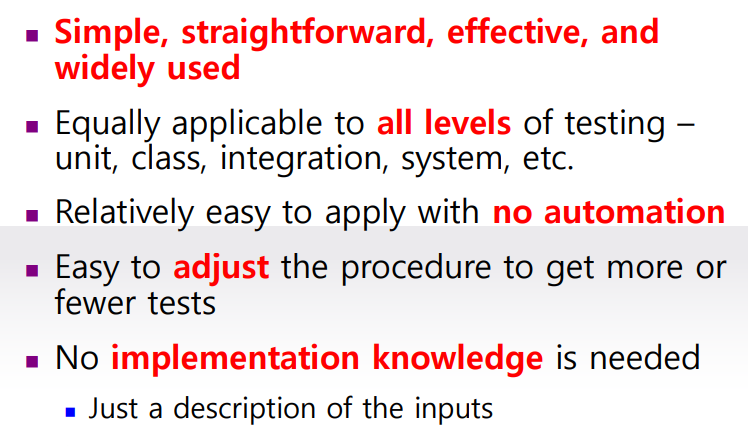 Simple, straightforward, effective, and
widely used
Equally applicable to all levels of testing –
unit, class, integration, system, etc.
Relatively easy to apply with no automation
Easy to adjust the procedure to get more or
fewer tests
No implementation knowledge is needed
Just a description of the inputs